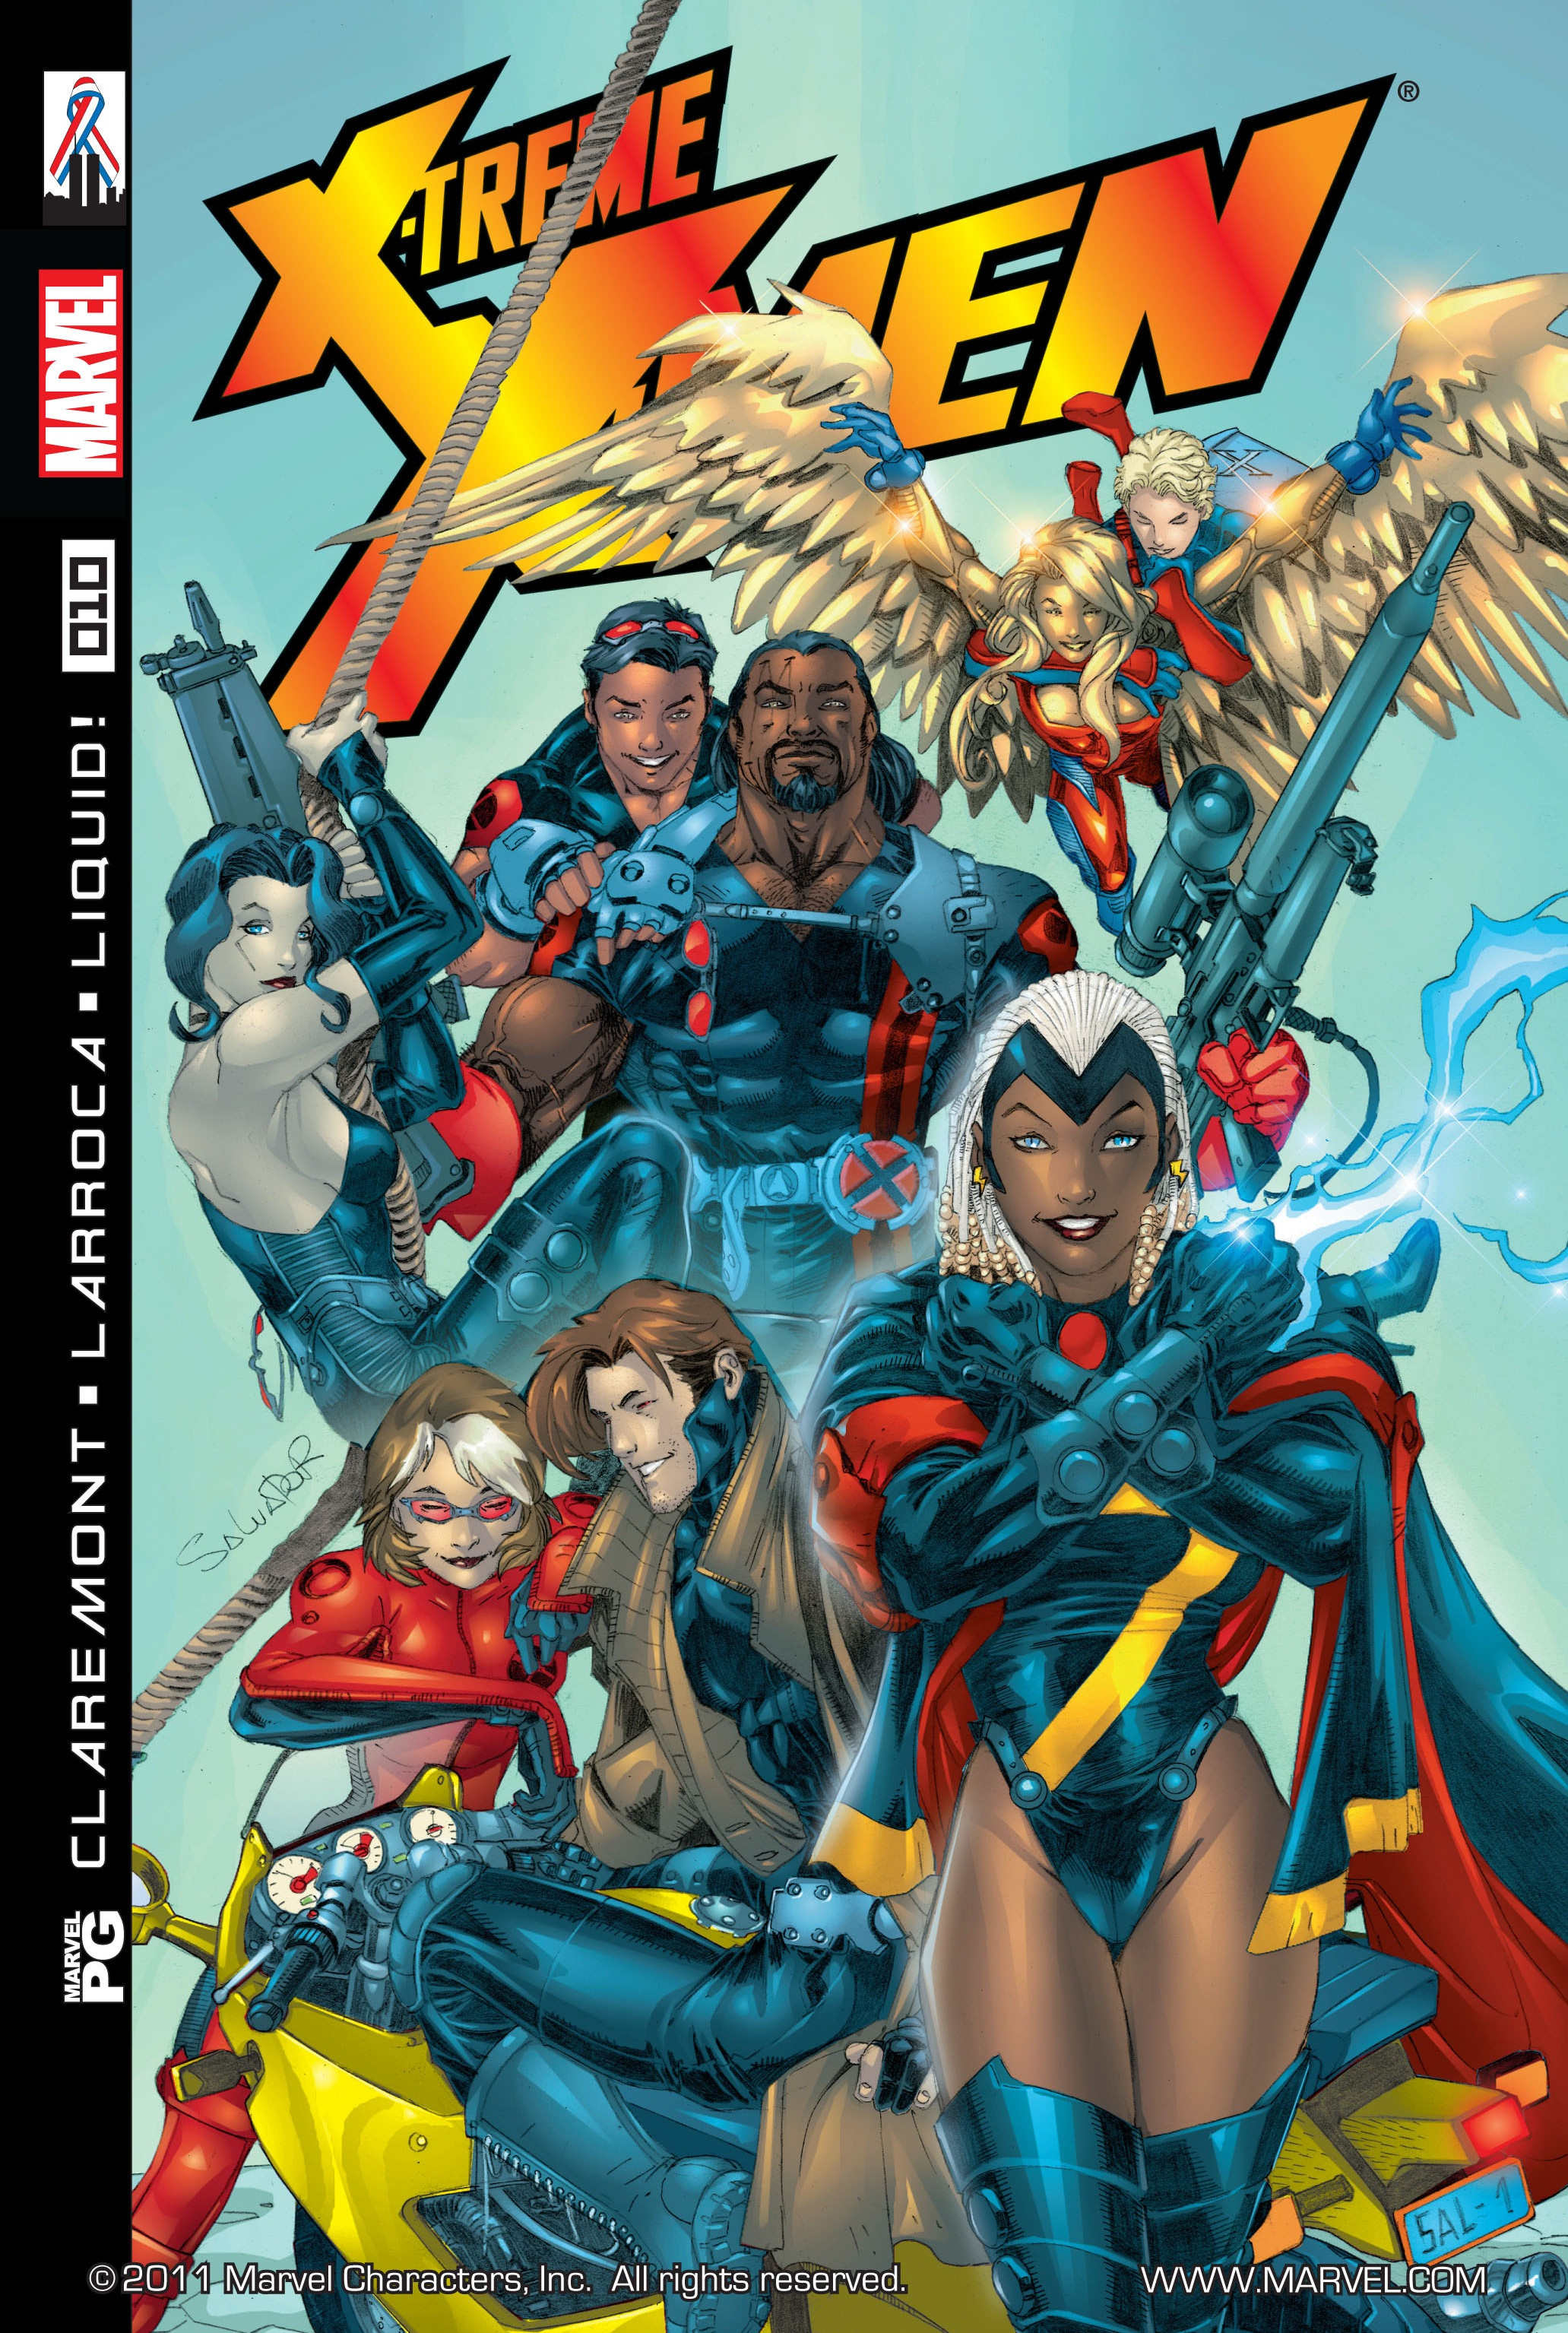 X-TREME
X-MEN®
MARVEL
010
CLAREMONT ▪ LARROCA ▪ LIQUID!
MARVEL
PG
SALVADOR
X
SAL-1
© 2011 Marvel Characters, Inc. All rights reserved.
WWW.MARVEL.COM